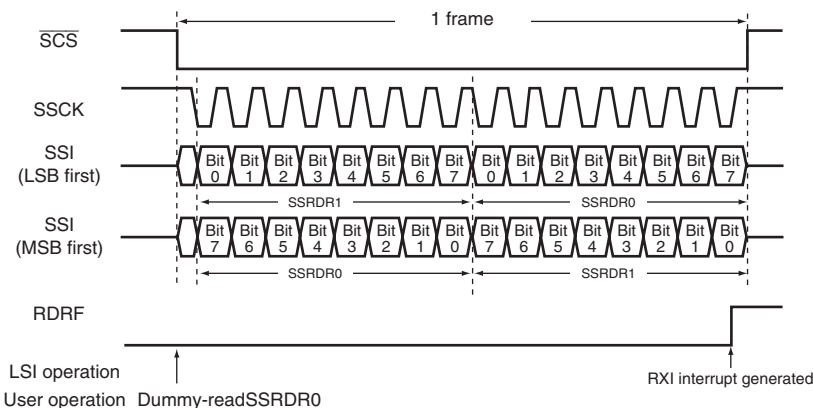 1 frame
SCS
SSCK
SSI
(LSB first)
Bit 0 Bit 1 Bit 2 Bit 3 Bit 4 Bit 5 Bit 6 Bit 7 Bit 0 Bit 1 Bit 2 Bit 3 Bit 4 Bit 5 Bit 6 Bit 7
SSRDR1 SSRDR0
SSI
(MSB first)
Bit 7 Bit 6 Bit 5 Bit 4 Bit 3 Bit 2 Bit 1 Bit 0 Bit 7 Bit 6 Bit 5 Bit 4 Bit 3 Bit 2 Bit 1 Bit 0
SSRDR0 SSRDR1
RDRF
LSI operation
RXI interrupt generated
User operation Dummy-readSSRDR0